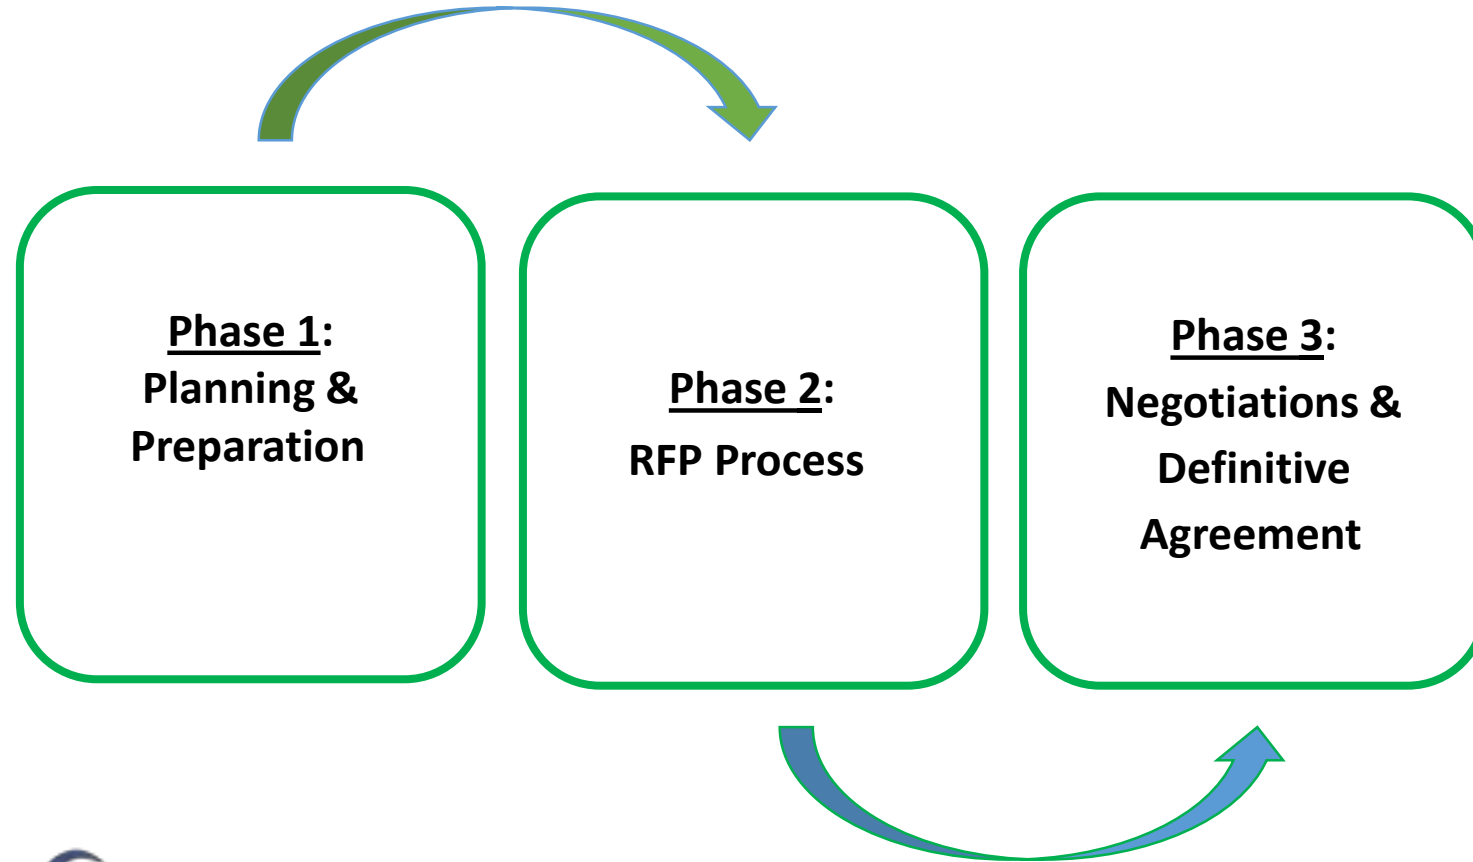 Phase 1:
Planning &
Preparation
Phase 2:
RFP Process
Phase 3:
Negotiations &
Definitive
Agreement